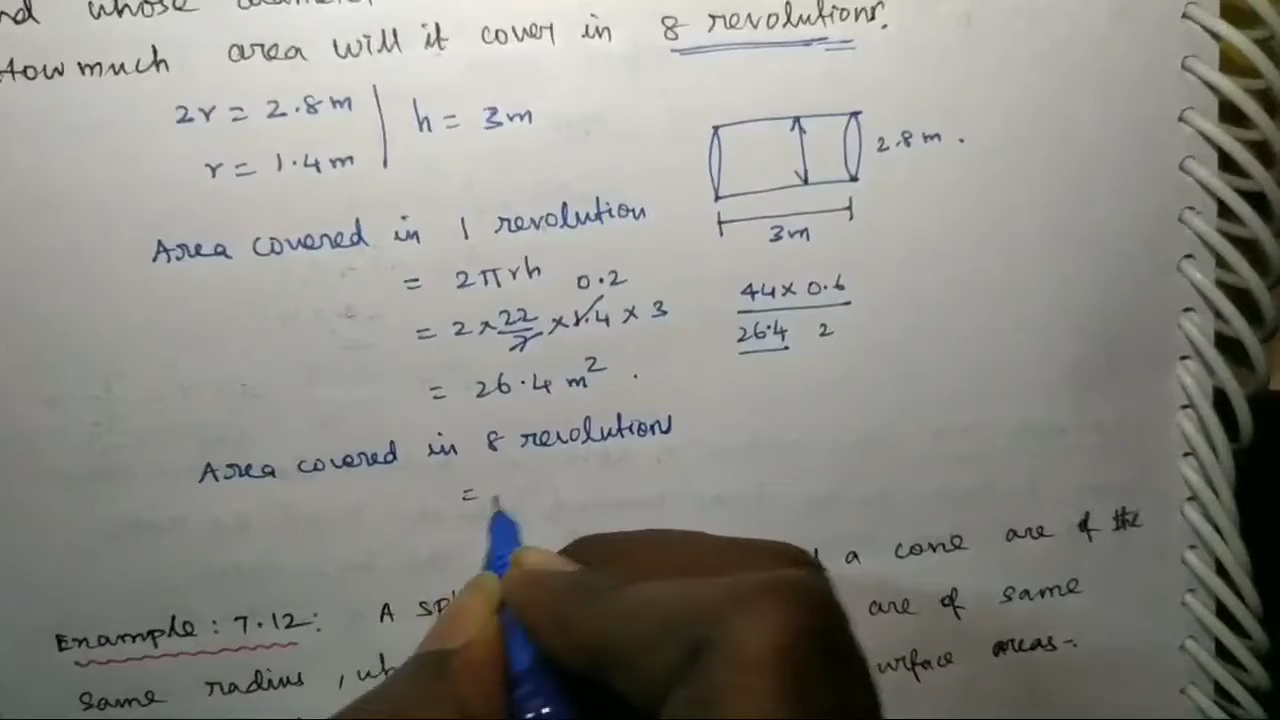 whose
How much area will it cover in 8 revolutions.
2r = 2.8 m | h = 3m
r = 1.4 m
2.8 m.
3m
Area covered in 1 revolution
= 2πrh
0.2
= 2 × 22/7 × 1.4 × 3
44 × 0.6
26.4 2
= 26.4 m².
Area covered in 8 revolutions
=
Example: 7.12: A a cone are of the
same radius, are of same
areas.